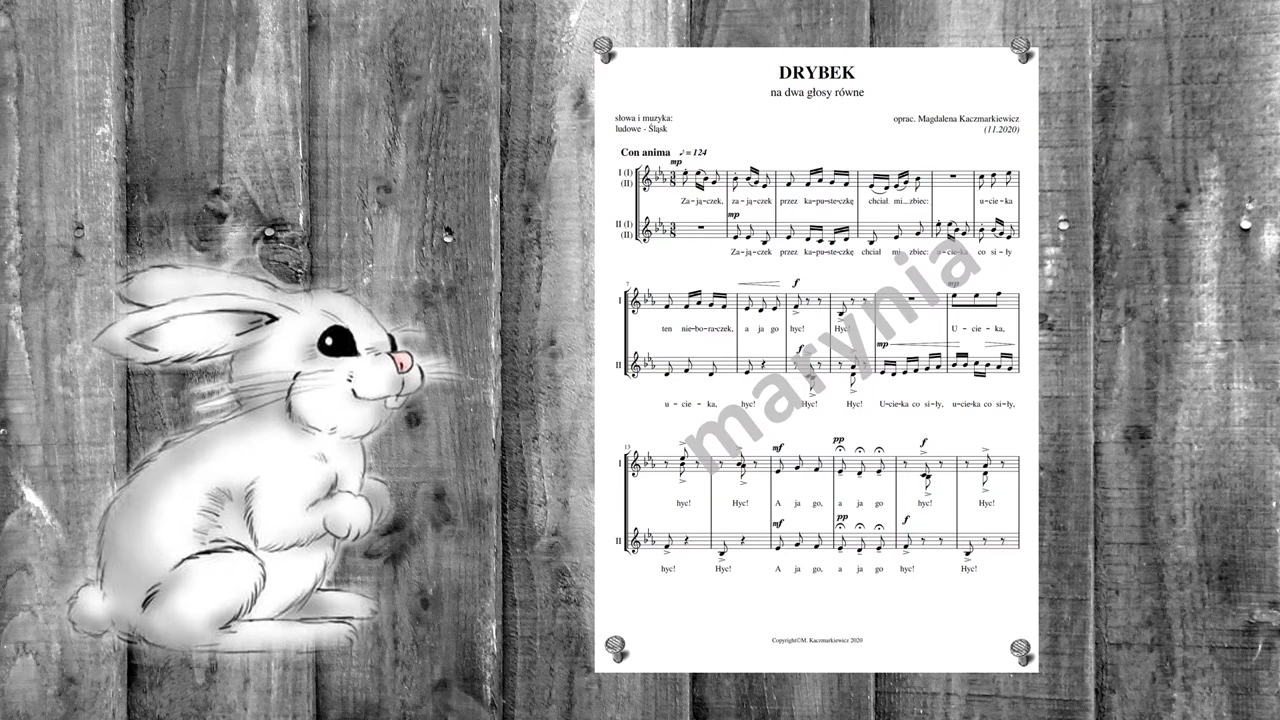 DRYBEK
na dwa głosy równe
słowa i muzyka:
ludowe - Śląsk
oprac. Magdalena Kaczmarkiewicz
(11.2020)
Con anima ♪ = 124
mp
I (I)
(II)
Za-ją-czek, za-ją-czek przez ka-pu-steczkę chciał mi zbiec: u-cie-ka
mp
II (I)
(II)
Za-ją-czek przez ka-pu-steczkę chciał mi zbiec: u-cie-ka co si-ły
7
f
mp
I
ten nie-bo-ra-czek, a ja go hyc! Hyc! U - cie - ka,
f
mp
II
u - cie - ka, hyc! Hyc! Hyc! U-cie-ka co si-ły, u-cie-ka co si-ły,
13
mf
pp
f
I
hyc! Hyc! A ja go, a ja go hyc! Hyc!
mf
pp
f
II
hyc! Hyc! A ja go, a ja go hyc! Hyc!
marynia
Copyright©M. Kaczmarkiewicz 2020